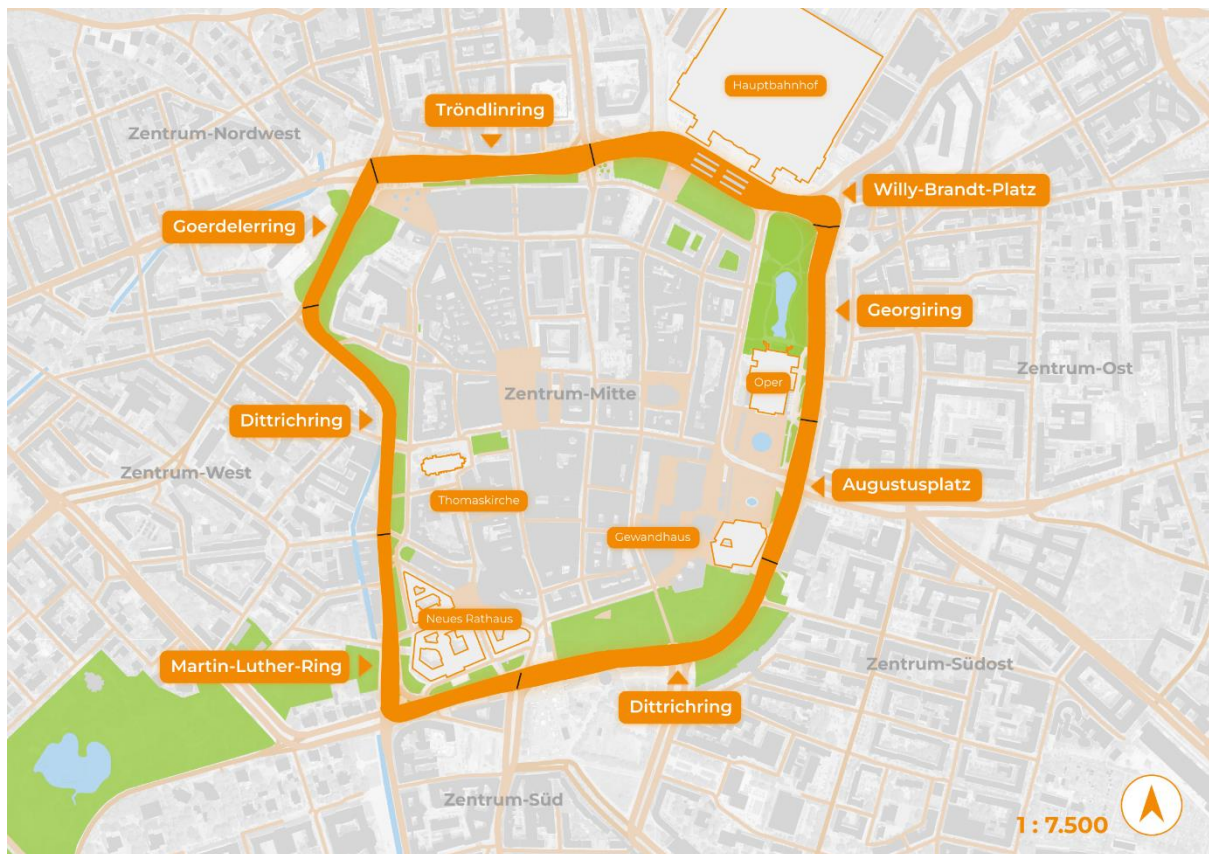 Hauptbahnhof
Tröndlinring
Zentrum-Nordwest
Willy-Brandt-Platz
Goerdelerring
Georgiring
Zentrum-Ost
Oper
Zentrum-Mitte
Dittrichring
Zentrum-West
Augustusplatz
Thomaskirche
Gewandhaus
Neues Rathaus
Martin-Luther-Ring
Zentrum-Südost
Dittrichring
Zentrum-Süd
1 : 7.500